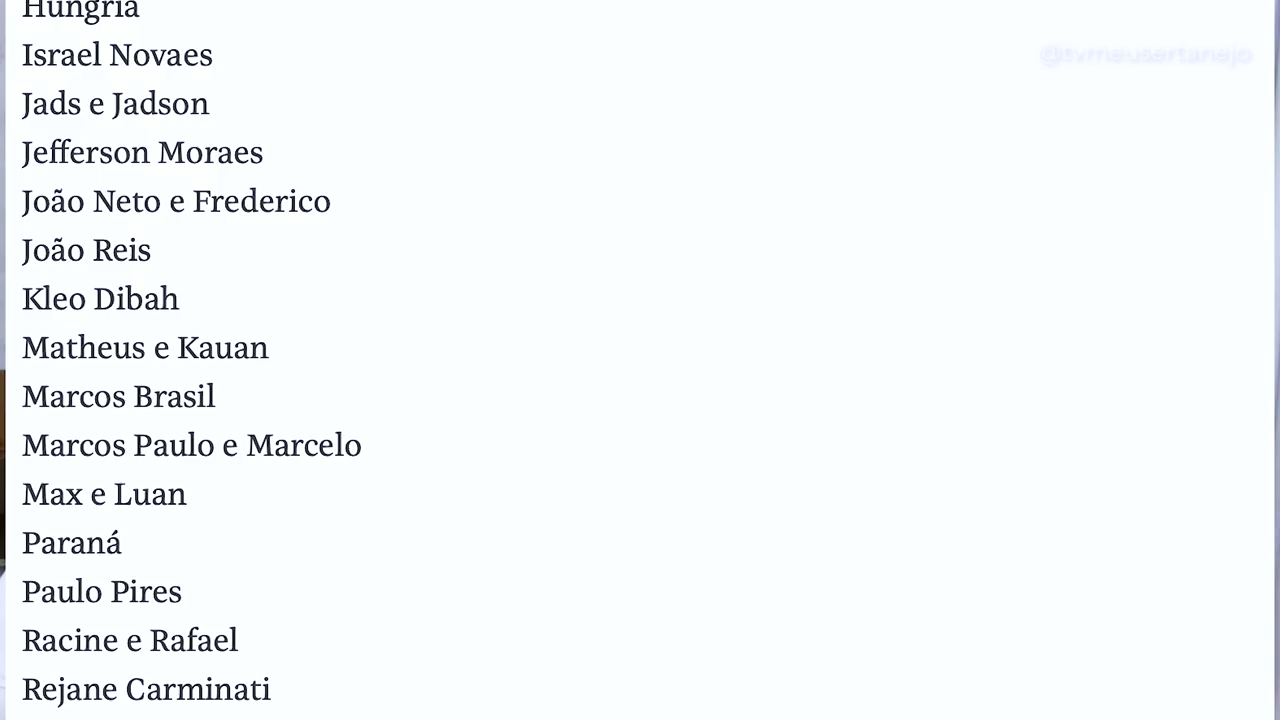 Hungria
Israel Novaes
@tvmeusertanejo
Jads e Jadson
Jefferson Moraes
João Neto e Frederico
João Reis
Kleo Dibah
Matheus e Kauan
Marcos Brasil
Marcos Paulo e Marcelo
Max e Luan
Paraná
Paulo Pires
Racine e Rafael
Rejane Carminati